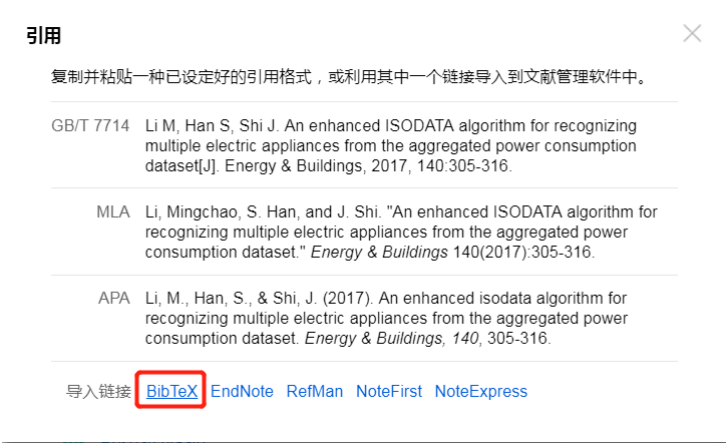 引用
复制并粘贴一种已设定好的引用格式，或利用其中一个链接导入到文献管理软件中。
GB/T 7714 Li M, Han S, Shi J. An enhanced ISODATA algorithm for recognizing
multiple electric appliances from the aggregated power consumption
dataset[J]. Energy & Buildings, 2017, 140:305-316.
MLA Li, Mingchao, S. Han, and J. Shi. "An enhanced ISODATA algorithm for
recognizing multiple electric appliances from the aggregated power
consumption dataset." Energy & Buildings 140(2017):305-316.
APA Li, M., Han, S., & Shi, J. (2017). An enhanced isodata algorithm for
recognizing multiple electric appliances from the aggregated power
consumption dataset. Energy & Buildings, 140, 305-316.
导入链接 BibTeX EndNote RefMan NoteFirst NoteExpress